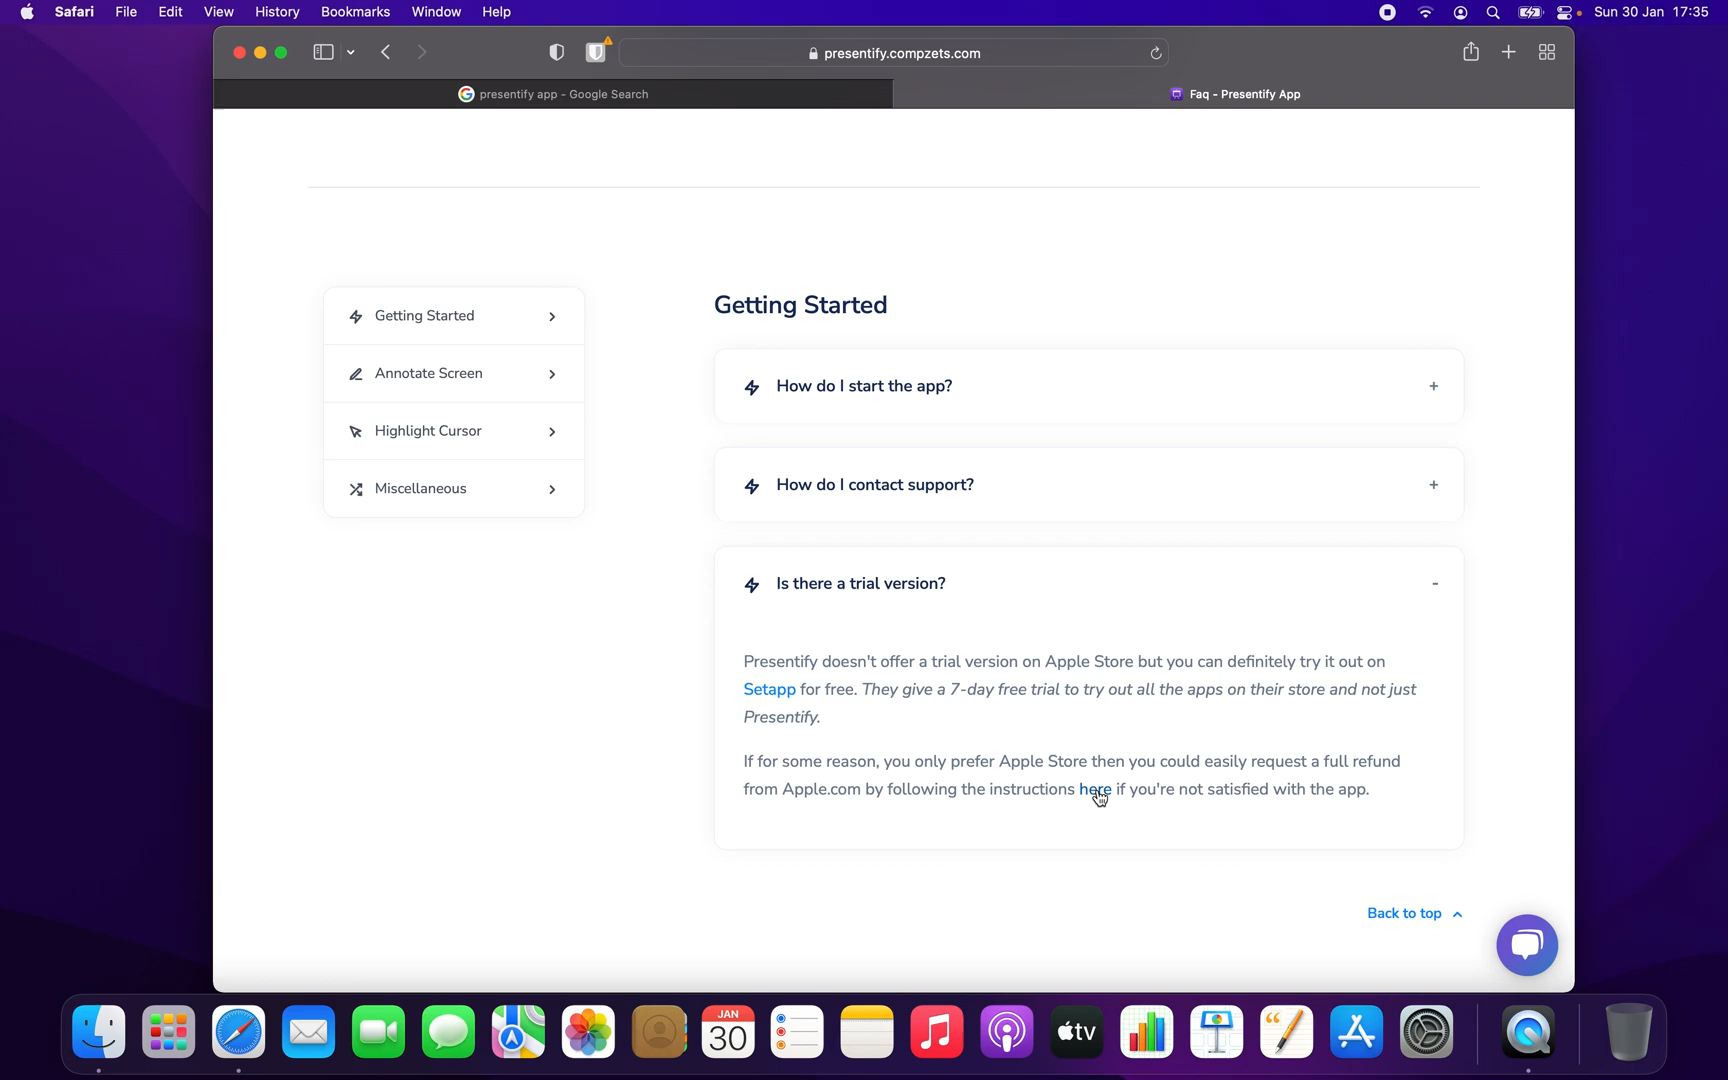 Safari File Edit View History Bookmarks Window Help Sun 30 Jan 17:35
presentify.compzets.com
presentify app - Google Search Faq - Presentify App
Getting Started
Annotate Screen
Highlight Cursor
Miscellaneous
Getting Started
How do I start the app? +
How do I contact support? +
Is there a trial version? -
Presentify doesn't offer a trial version on Apple Store but you can definitely try it out on
Setapp for free. They give a 7-day free trial to try out all the apps on their store and not just
Presentify.
If for some reason, you only prefer Apple Store then you could easily request a full refund
from Apple.com by following the instructions here if you're not satisfied with the app.
Back to top
JAN
30
tv